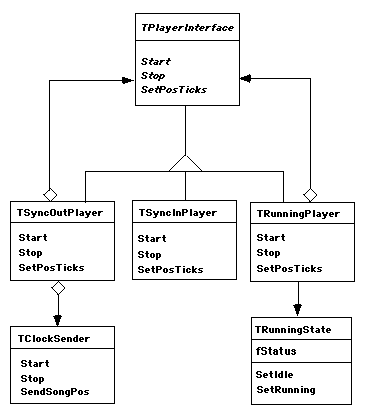 TPlayerInterface
Start
Stop
SetPosTicks
TSyncOutPlayer
Start
Stop
SetPosTicks
TSyncInPlayer
Start
Stop
SetPosTicks
TRunningPlayer
Start
Stop
SetPosTicks
TClockSender
Start
Stop
SendSongPos
TRunningState
fStatus
SetIdle
SetRunning